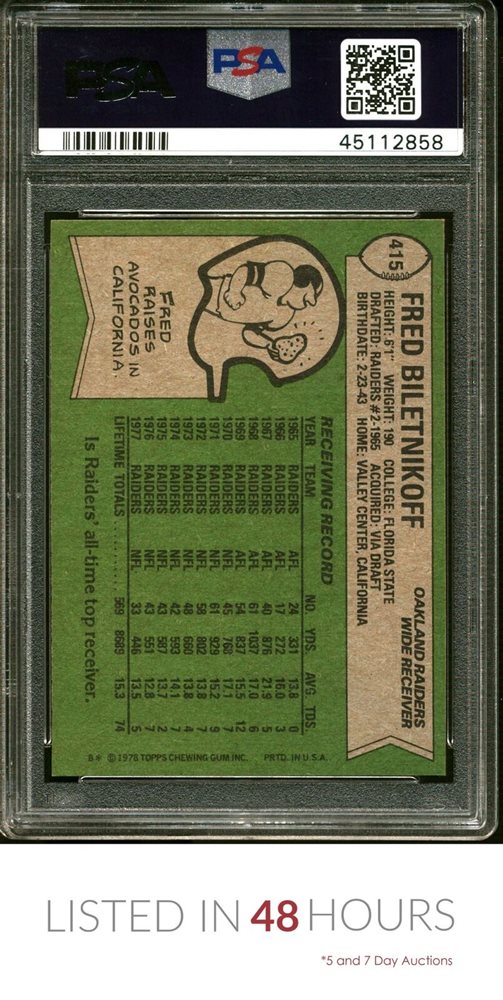 PSA
PSA
45112858
415
FRED BILETNIKOFF
OAKLAND RAIDERS
WIDE RECEIVER
HEIGHT: 6'1" WEIGHT: 190 COLLEGE: FLORIDA STATE
DRAFTED: RAIDERS #2-1965 ACQUIRED: VIA DRAFT
BIRTHDATE: 2-23-43 HOME: VALLEY CENTER, CALIFORNIA
FRED
RAISES
AVOCADOS IN
CALIFORNIA.
RECEIVING RECORD
YEAR TEAM NO. YDS. AVG. TDS
1965 RAIDERS AFL 24 331 13.8 0
1966 RAIDERS AFL 17 272 16.0 3
1967 RAIDERS AFL 40 876 21.9 5
1968 RAIDERS AFL 61 1037 17.0 6
1969 RAIDERS AFL 54 837 15.5 12
1970 RAIDERS NFL 45 768 17.1 7
1971 RAIDERS NFL 61 929 15.2 9
1972 RAIDERS NFL 58 802 13.8 7
1973 RAIDERS NFL 48 660 13.8 4
1974 RAIDERS NFL 42 593 14.1 7
1975 RAIDERS NFL 43 587 13.7 2
1976 RAIDERS NFL 43 551 12.8 7
1977 RAIDERS NFL 33 446 13.5 5
LIFETIME TOTALS .......... 569 8689 15.3 74
Is Raiders' all-time top receiver.
B* © 1978 TOPPS CHEWING GUM, INC. PRTD. IN U.S.A.
LISTED IN 48 HOURS
*5 and 7 Day Auctions